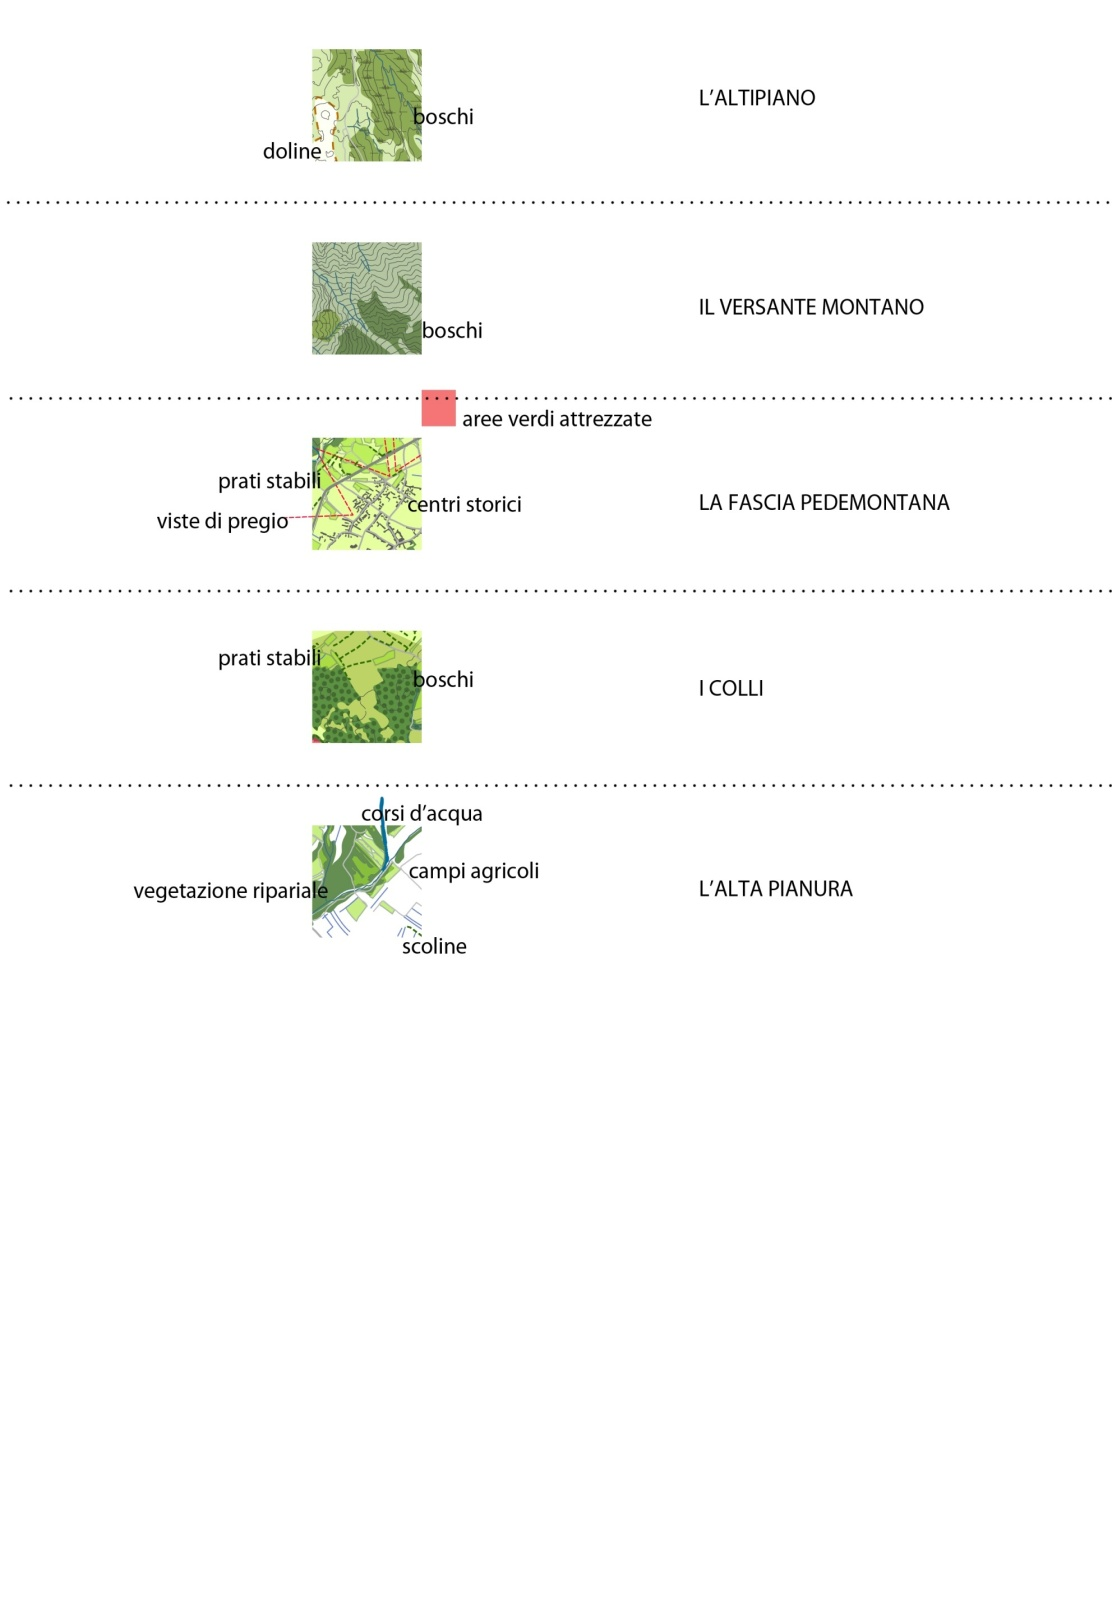 L’ALTIPIANO
boschi
doline
IL VERSANTE MONTANO
boschi
aree verdi attrezzate
prati stabili
centri storici
LA FASCIA PEDEMONTANA
viste di pregio
prati stabili
boschi
I COLLI
corsi d’acqua
campi agricoli
vegetazione ripariale
L’ALTA PIANURA
scoline